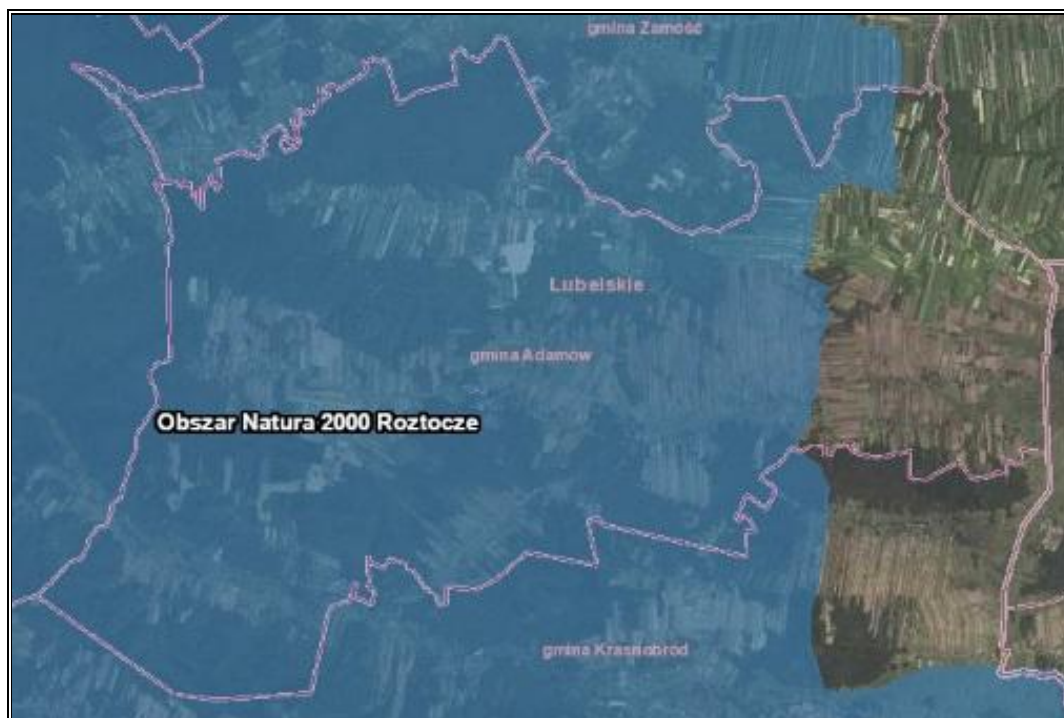 gmina Zamość
Lubelskie
gmina Adamów
Obszar Natura 2000 Roztocze
gmina Krasnobród